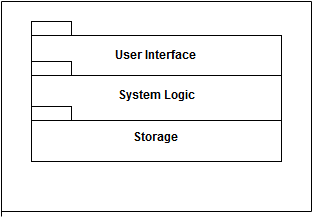 User Interface
System Logic
Storage